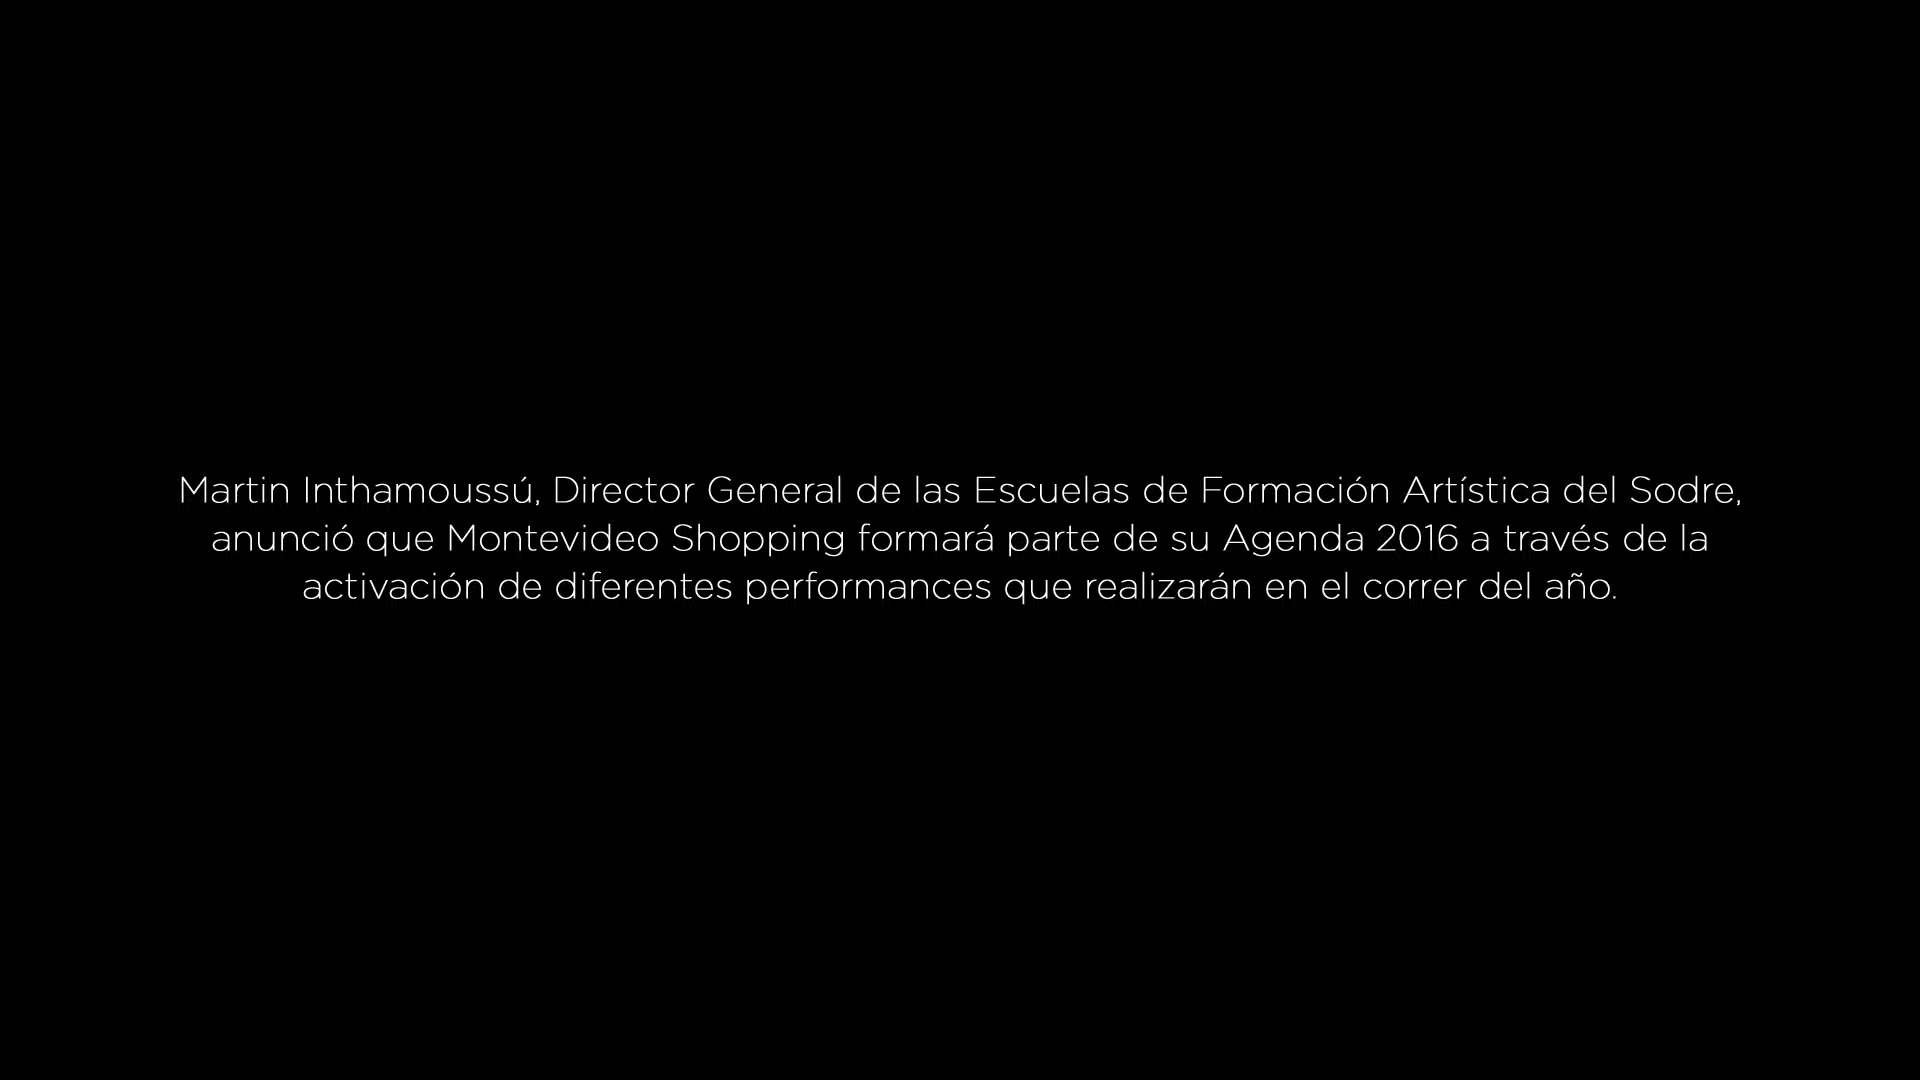 Martin Inthamoussú, Director General de las Escuelas de Formación Artística del Sodre,
anunció que Montevideo Shopping formará parte de su Agenda 2016 a través de la
activación de diferentes performances que realizarán en el correr del año.